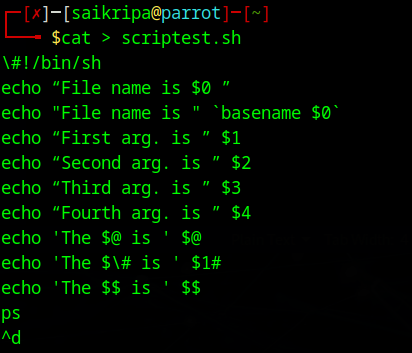 ┌─[✗]─[saikripa@parrot]─[~]
└──╼ $cat > scriptest.sh
\#!/bin/sh
echo “File name is $0 ”
echo "File name is " `basename $0`
echo “First arg. is ” $1
echo “Second arg. is ” $2
echo “Third arg. is ” $3
echo “Fourth arg. is ” $4
echo 'The $@ is ' $@
echo 'The $\# is ' $1#
echo 'The $$ is ' $$
ps
^d